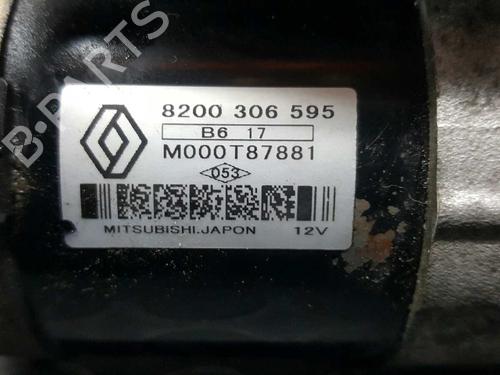 B-PARTS
8200 306 595
B6 17
M000T87881
053
MITSUBISHI.JAPON 12V